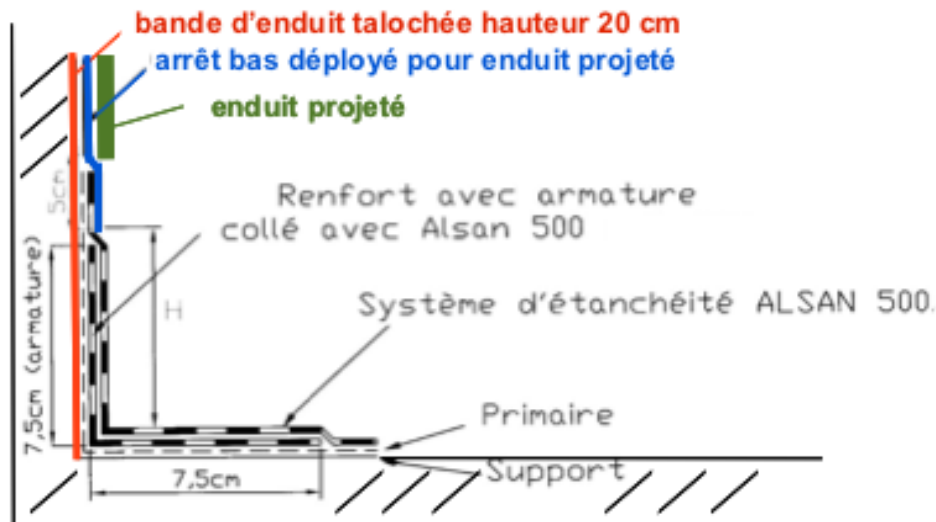 bande d'enduit talochée hauteur 20 cm
arrêt bas déployé pour enduit projeté
enduit projeté
Renfort avec armature
collé avec Alsan 500
5cm
H
7,5cm (armature)
Système d'étanchéité ALSAN 500.
Primaire
Support
7,5cm